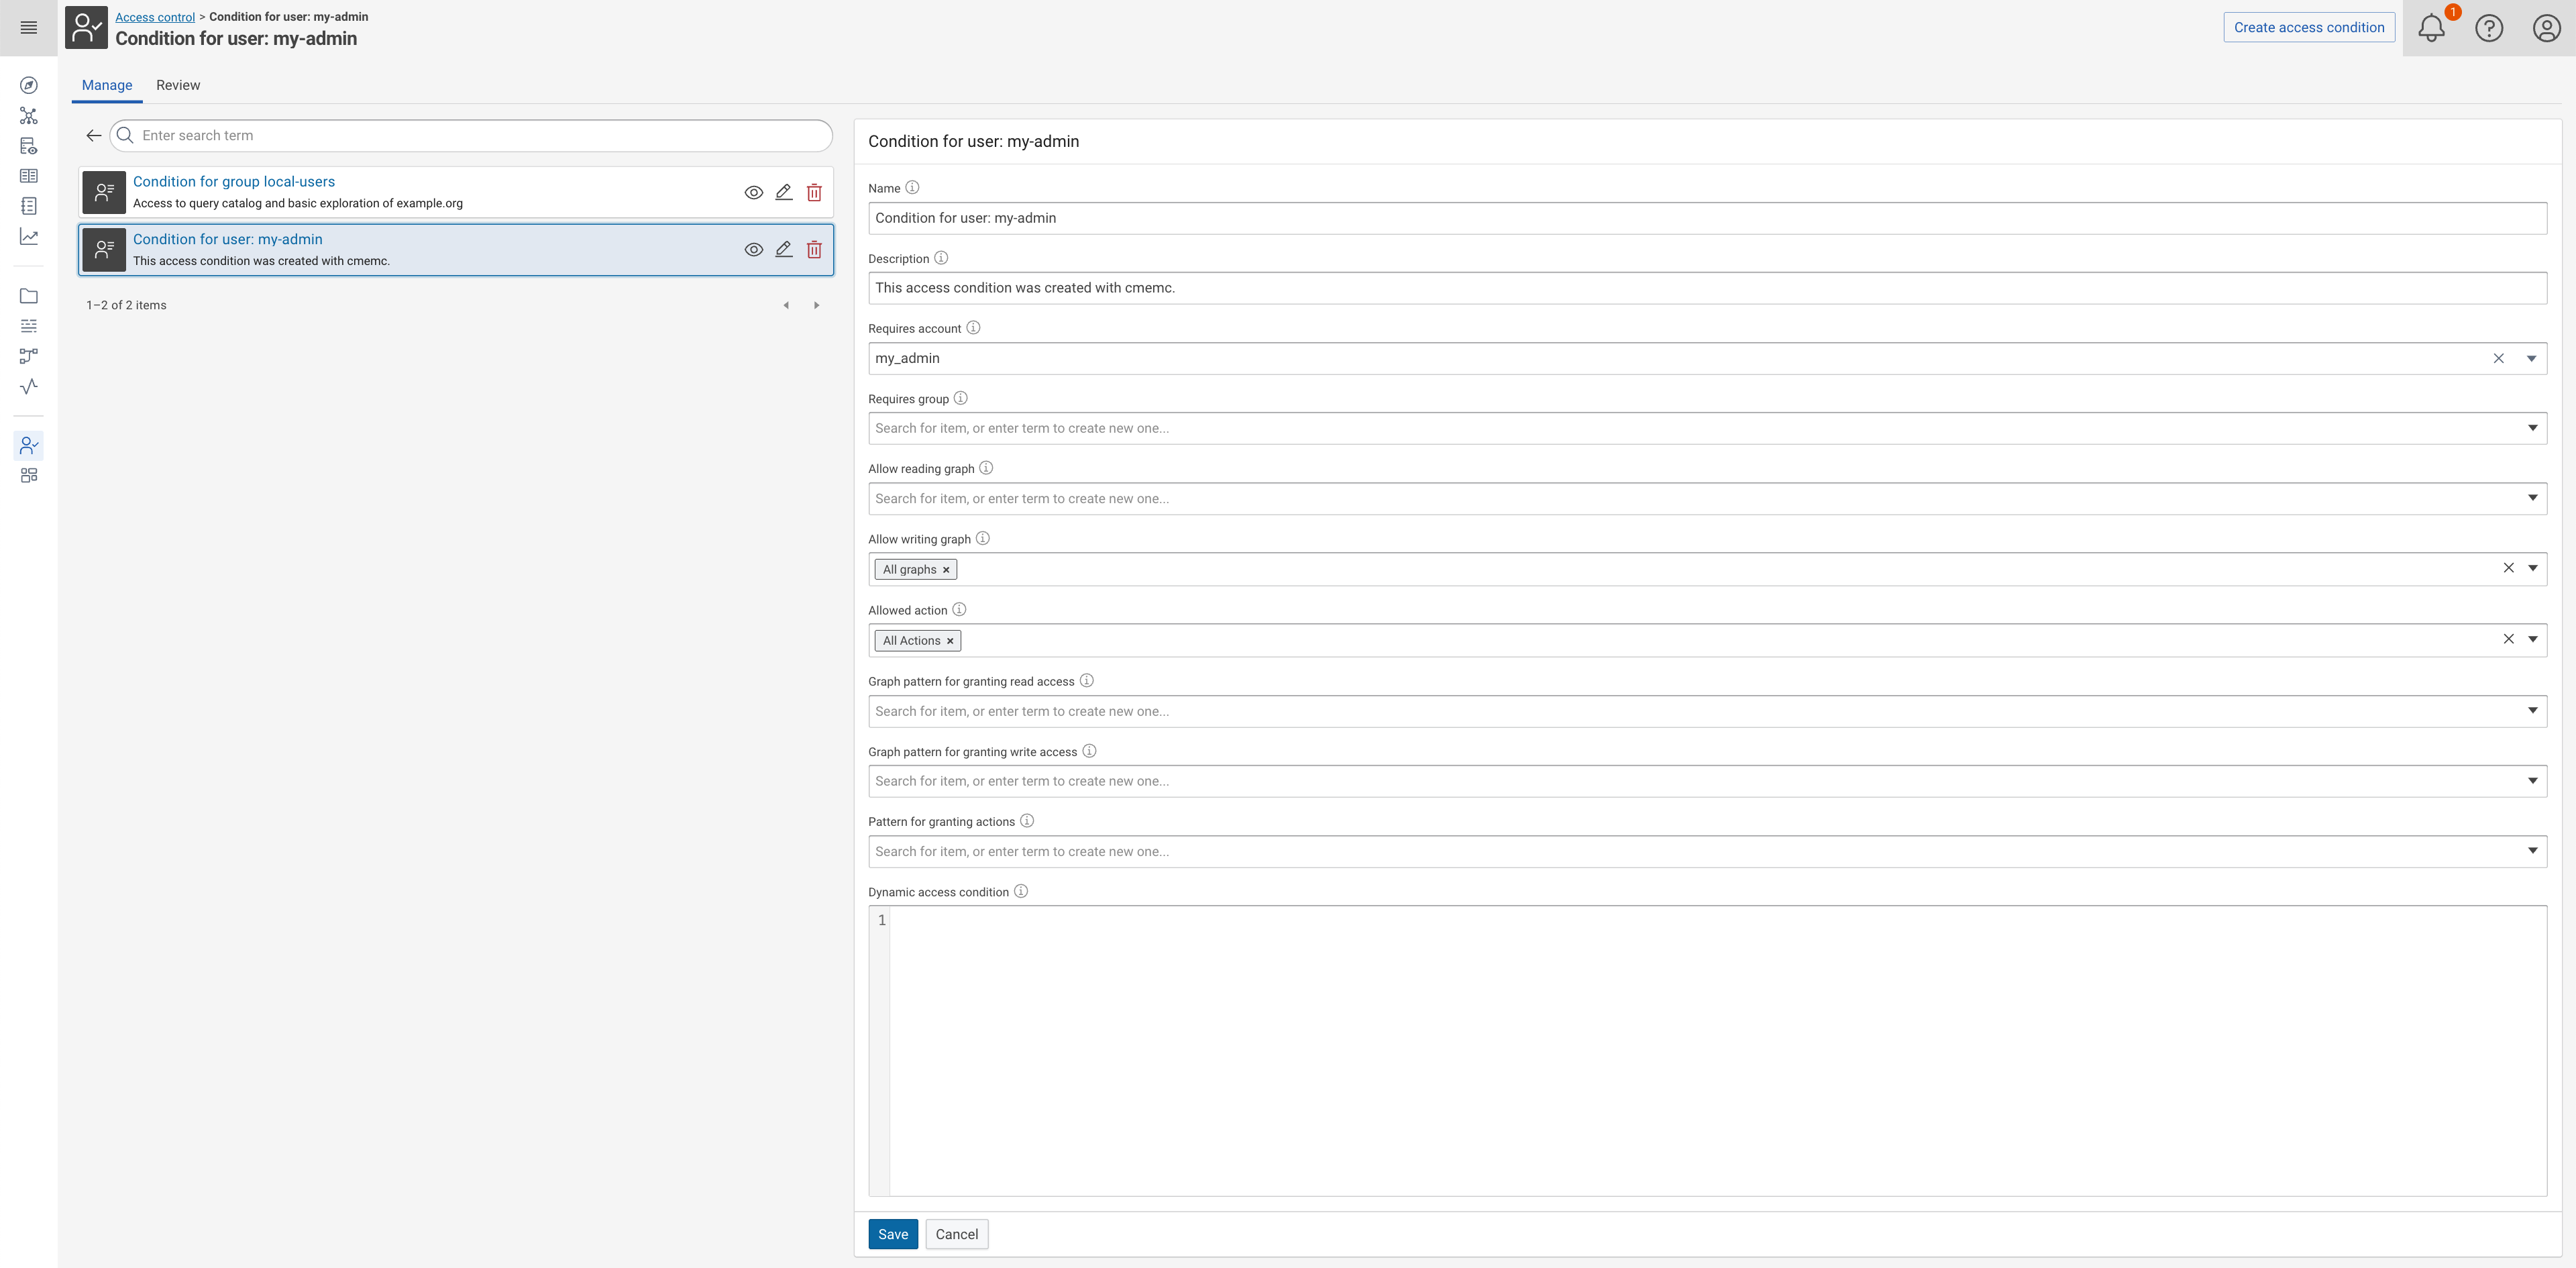 Access control > Condition for user: my-admin
Condition for user: my-admin
Create access condition
1
Manage
Review
Enter search term
Condition for group local-users
Access to query catalog and basic exploration of example.org
Condition for user: my-admin
This access condition was created with cmemc.
1–2 of 2 items
Condition for user: my-admin
Name
Condition for user: my-admin
Description
This access condition was created with cmemc.
Requires account
my_admin
Requires group
Search for item, or enter term to create new one...
Allow reading graph
Search for item, or enter term to create new one...
Allow writing graph
All graphs
Allowed action
All Actions
Graph pattern for granting read access
Search for item, or enter term to create new one...
Graph pattern for granting write access
Search for item, or enter term to create new one...
Pattern for granting actions
Search for item, or enter term to create new one...
Dynamic access condition
1
Save
Cancel